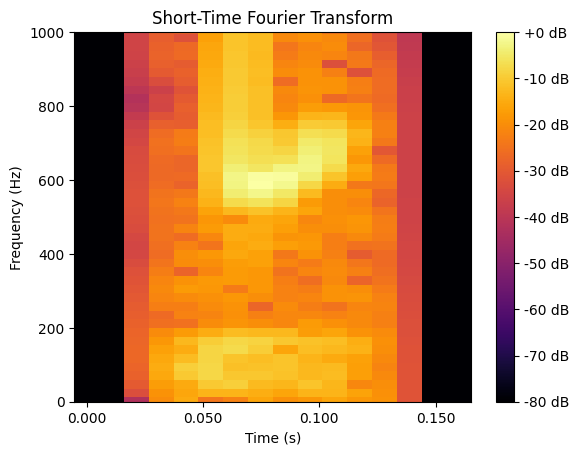 Short-Time Fourier Transform
1000
800
600
400
200
0
Frequency (Hz)
0.000
0.050
0.100
0.150
Time (s)
+0 dB
-10 dB
-20 dB
-30 dB
-40 dB
-50 dB
-60 dB
-70 dB
-80 dB